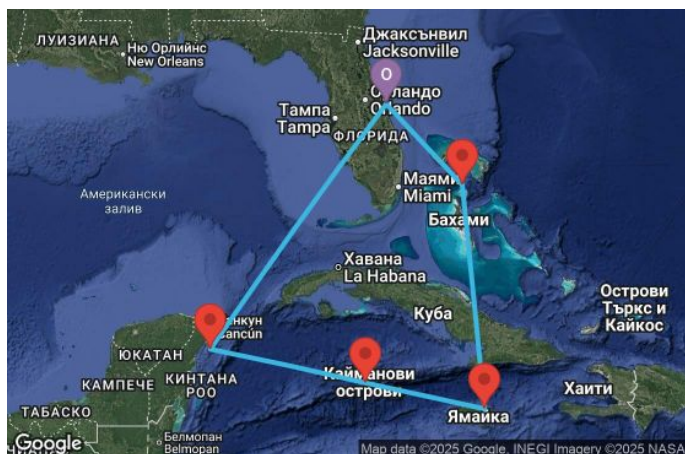 ЛУИЗИАНА
Ню Орлийнс
New Orleans
Джаксънвил
Jacksonville
O
Орландо
Orlando
Тампа
Tampa
ФЛОРИДА
Маями
Miami
Американски
залив
Бахами
Хавана
La Habana
Острови
Търкс и
Кайкос
Куба
нкун
ancún
ЮКАТАН
КАМПЕЧЕ
КИНТАНА
РОО
Кайманови
острови
Хаити
Ямайка
ТАБАСКО
Белмопан
Belmopan
Google
Map data ©2025 Google, INEGI Imagery ©2025 NASA